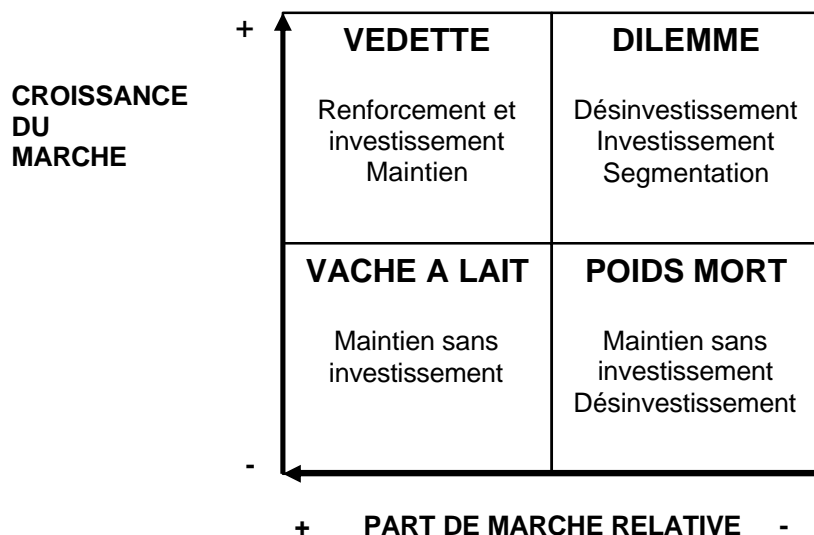 +
VEDETTE
DILEMME
CROISSANCE
DU
MARCHE
Renforcement et
investissement
Maintien
Désinvestissement
Investissement
Segmentation
VACHE A LAIT
POIDS MORT
Maintien sans
investissement
Maintien sans
investissement
Désinvestissement
-
+ PART DE MARCHE RELATIVE -